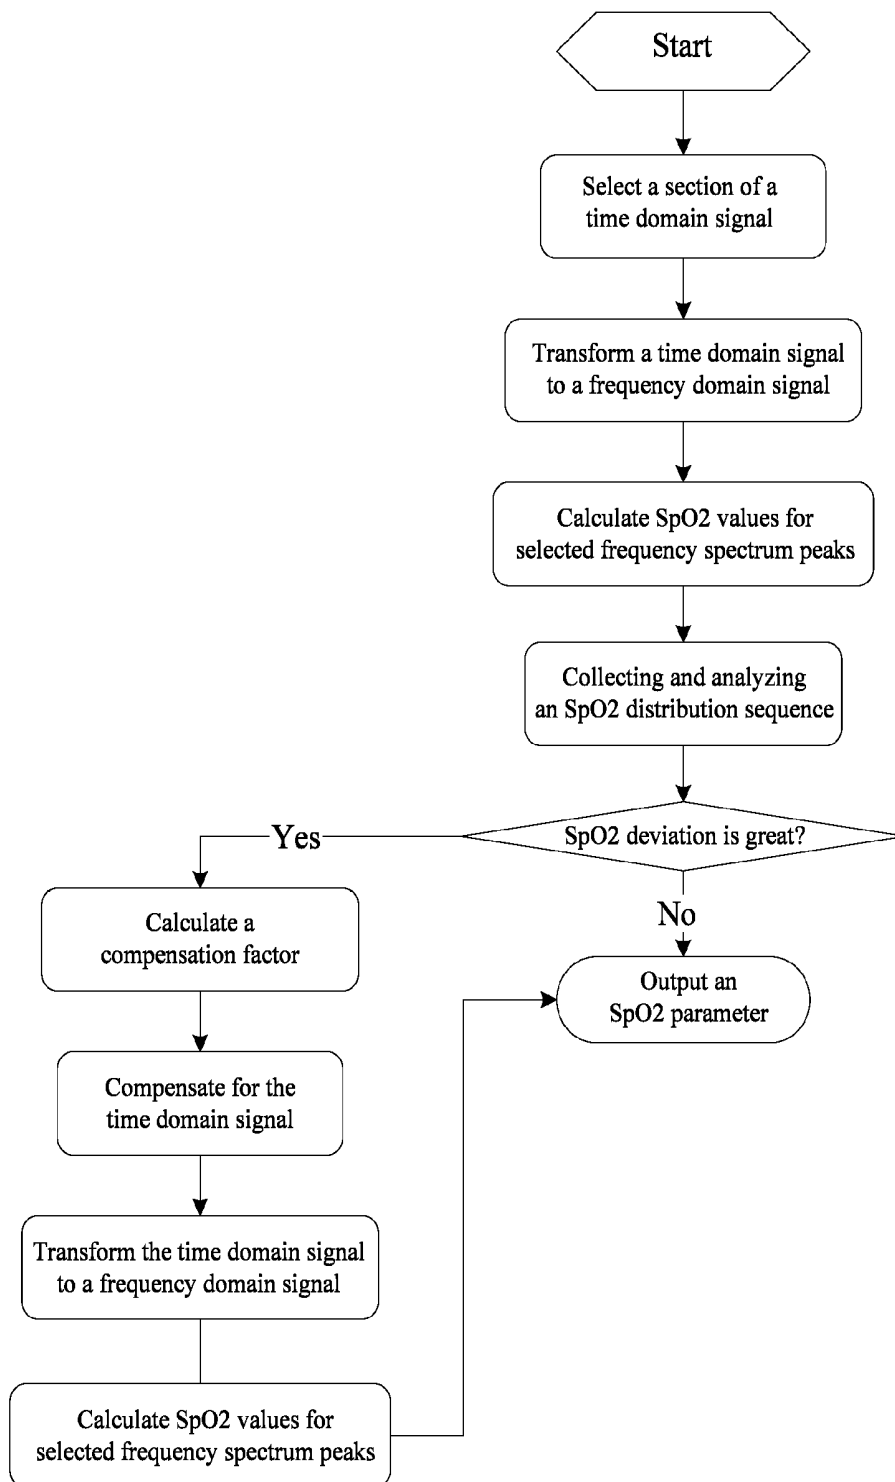 Start
Select a section of a
time domain signal
Transform a time domain signal
to a frequency domain signal
Calculate SpO2 values for
selected frequency spectrum peaks
Collecting and analyzing
an SpO2 distribution sequence
SpO2 deviation is great?
Yes
No
Calculate a
compensation factor
Output an
SpO2 parameter
Compensate for the
time domain signal
Transform the time domain signal
to a frequency domain signal
Calculate SpO2 values for
selected frequency spectrum peaks